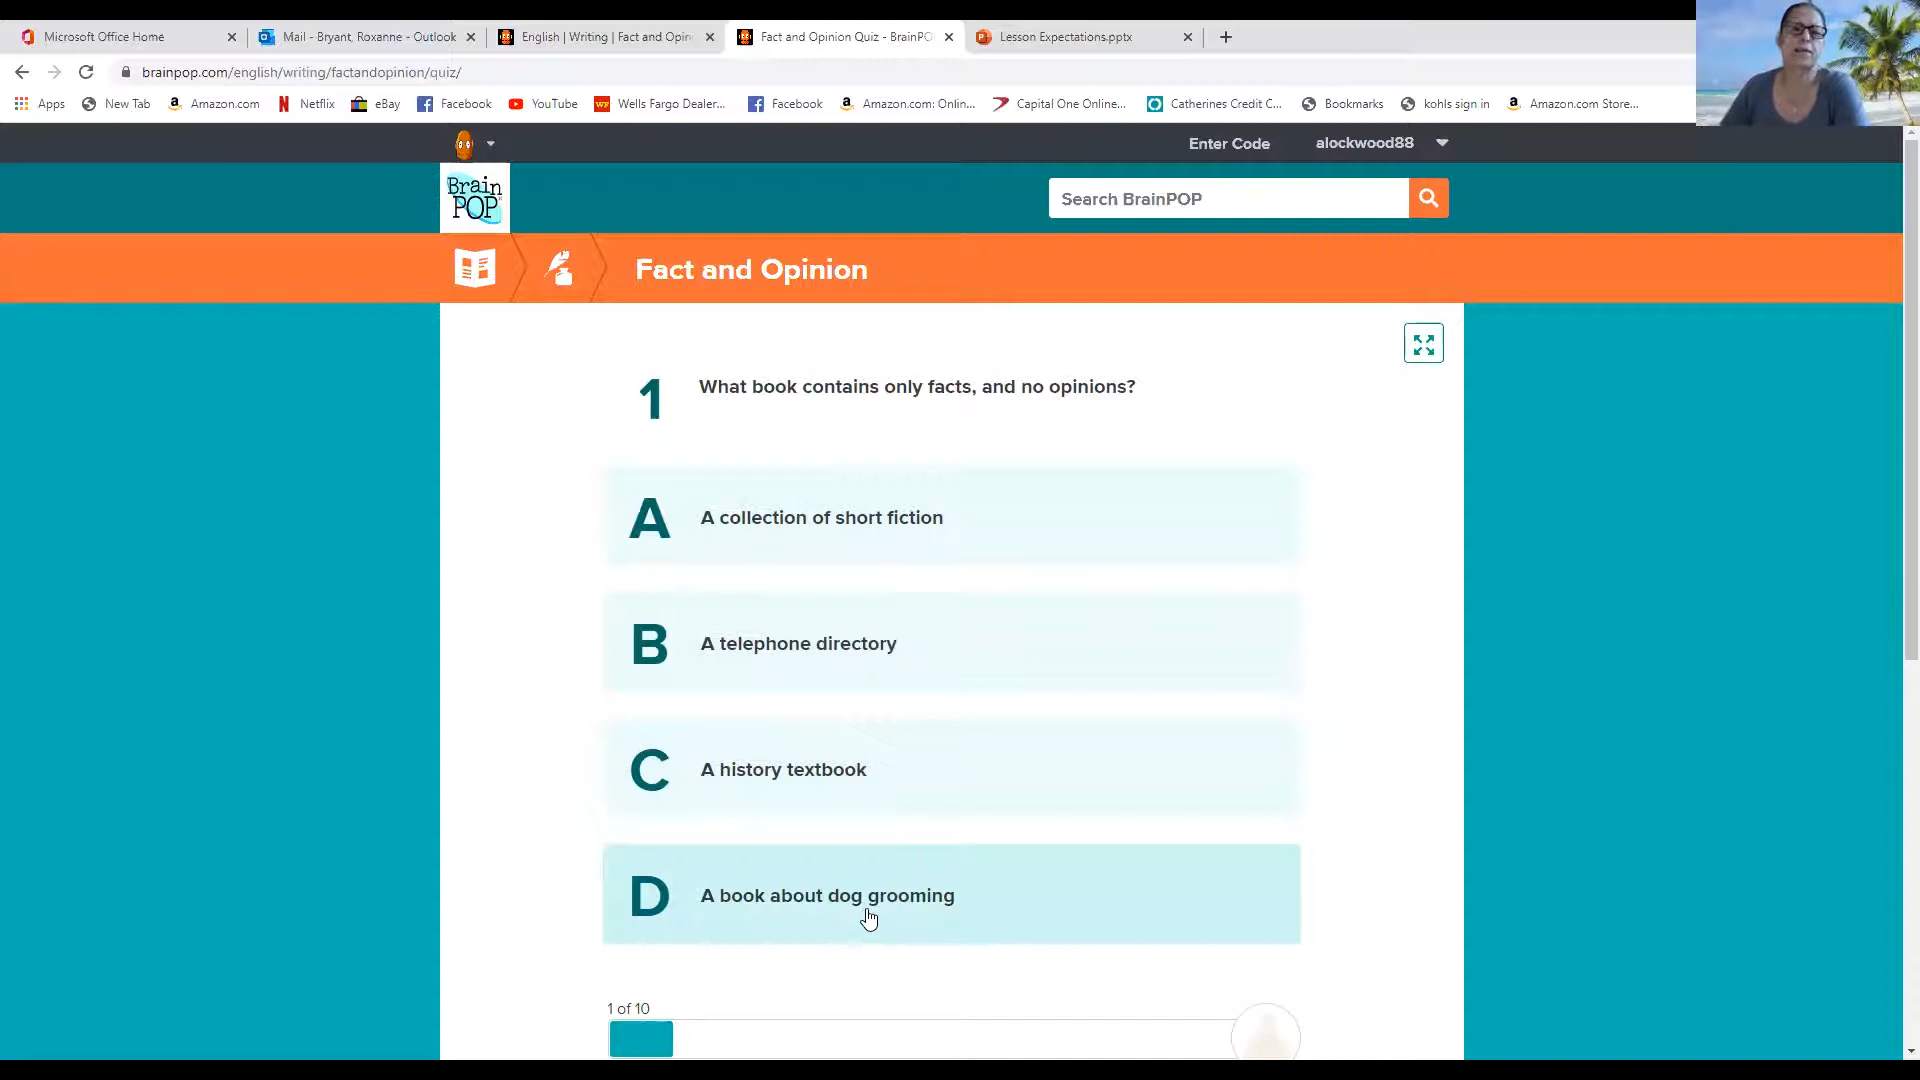 Microsoft Office Home
Mail - Bryant, Roxanne - Outlook
English | Writing | Fact and Opin
Fact and Opinion Quiz - BrainPO
Lesson Expectations.pptx
brainpop.com/english/writing/factandopinion/quiz/
Apps
New Tab
Amazon.com
Netflix
eBay
Facebook
YouTube
Wells Fargo Dealer...
Facebook
Amazon.com: Onlin...
Capital One Online...
Catherines Credit C...
Bookmarks
kohls sign in
Amazon.com Store...
Enter Code
alockwood88
Brain
POP
Search BrainPOP
Fact and Opinion
1 What book contains only facts, and no opinions?
A A collection of short fiction
B A telephone directory
C A history textbook
D A book about dog grooming
1 of 10